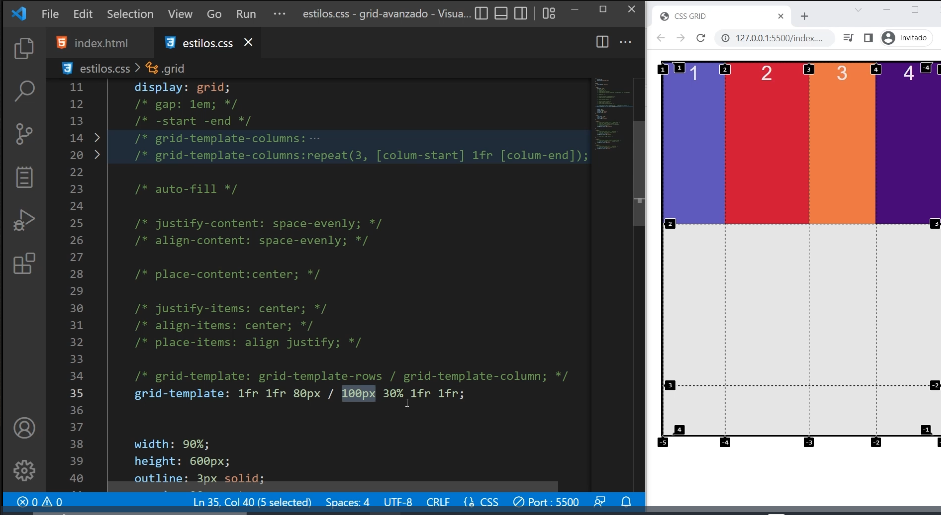 File Edit Selection View Go Run ··· estilos.css - grid-avanzado - Visua...
index.html estilos.css
estilos.css > .grid
11 display: grid;
12 /* gap: 1em; */
13 /* -start -end */
14 /* grid-template-columns: ···
20 /* grid-template-columns:repeat(3, [colum-start] 1fr [colum-end]);
22
23 /* auto-fill */
24
25 /* justify-content: space-evenly; */
26 /* align-content: space-evenly; */
27
28 /* place-content:center; */
29
30 /* justify-items: center; */
31 /* align-items: center; */
32 /* place-items: align justify; */
33
34 /* grid-template: grid-template-rows / grid-template-column; */
35 grid-template: 1fr 1fr 80px / 100px 30% 1fr 1fr;
36
37
38 width: 90%;
39 height: 600px;
40 outline: 3px solid;
0 0 Ln 35, Col 40 (5 selected) Spaces: 4 UTF-8 CRLF {} CSS Port : 5500
CSS GRID
127.0.0.1:5500/index.... Invitado
1 1 2 3 4 -4
1 2 3 4
2 -3
3 -2
4 -1
-5 -4 -3 -2